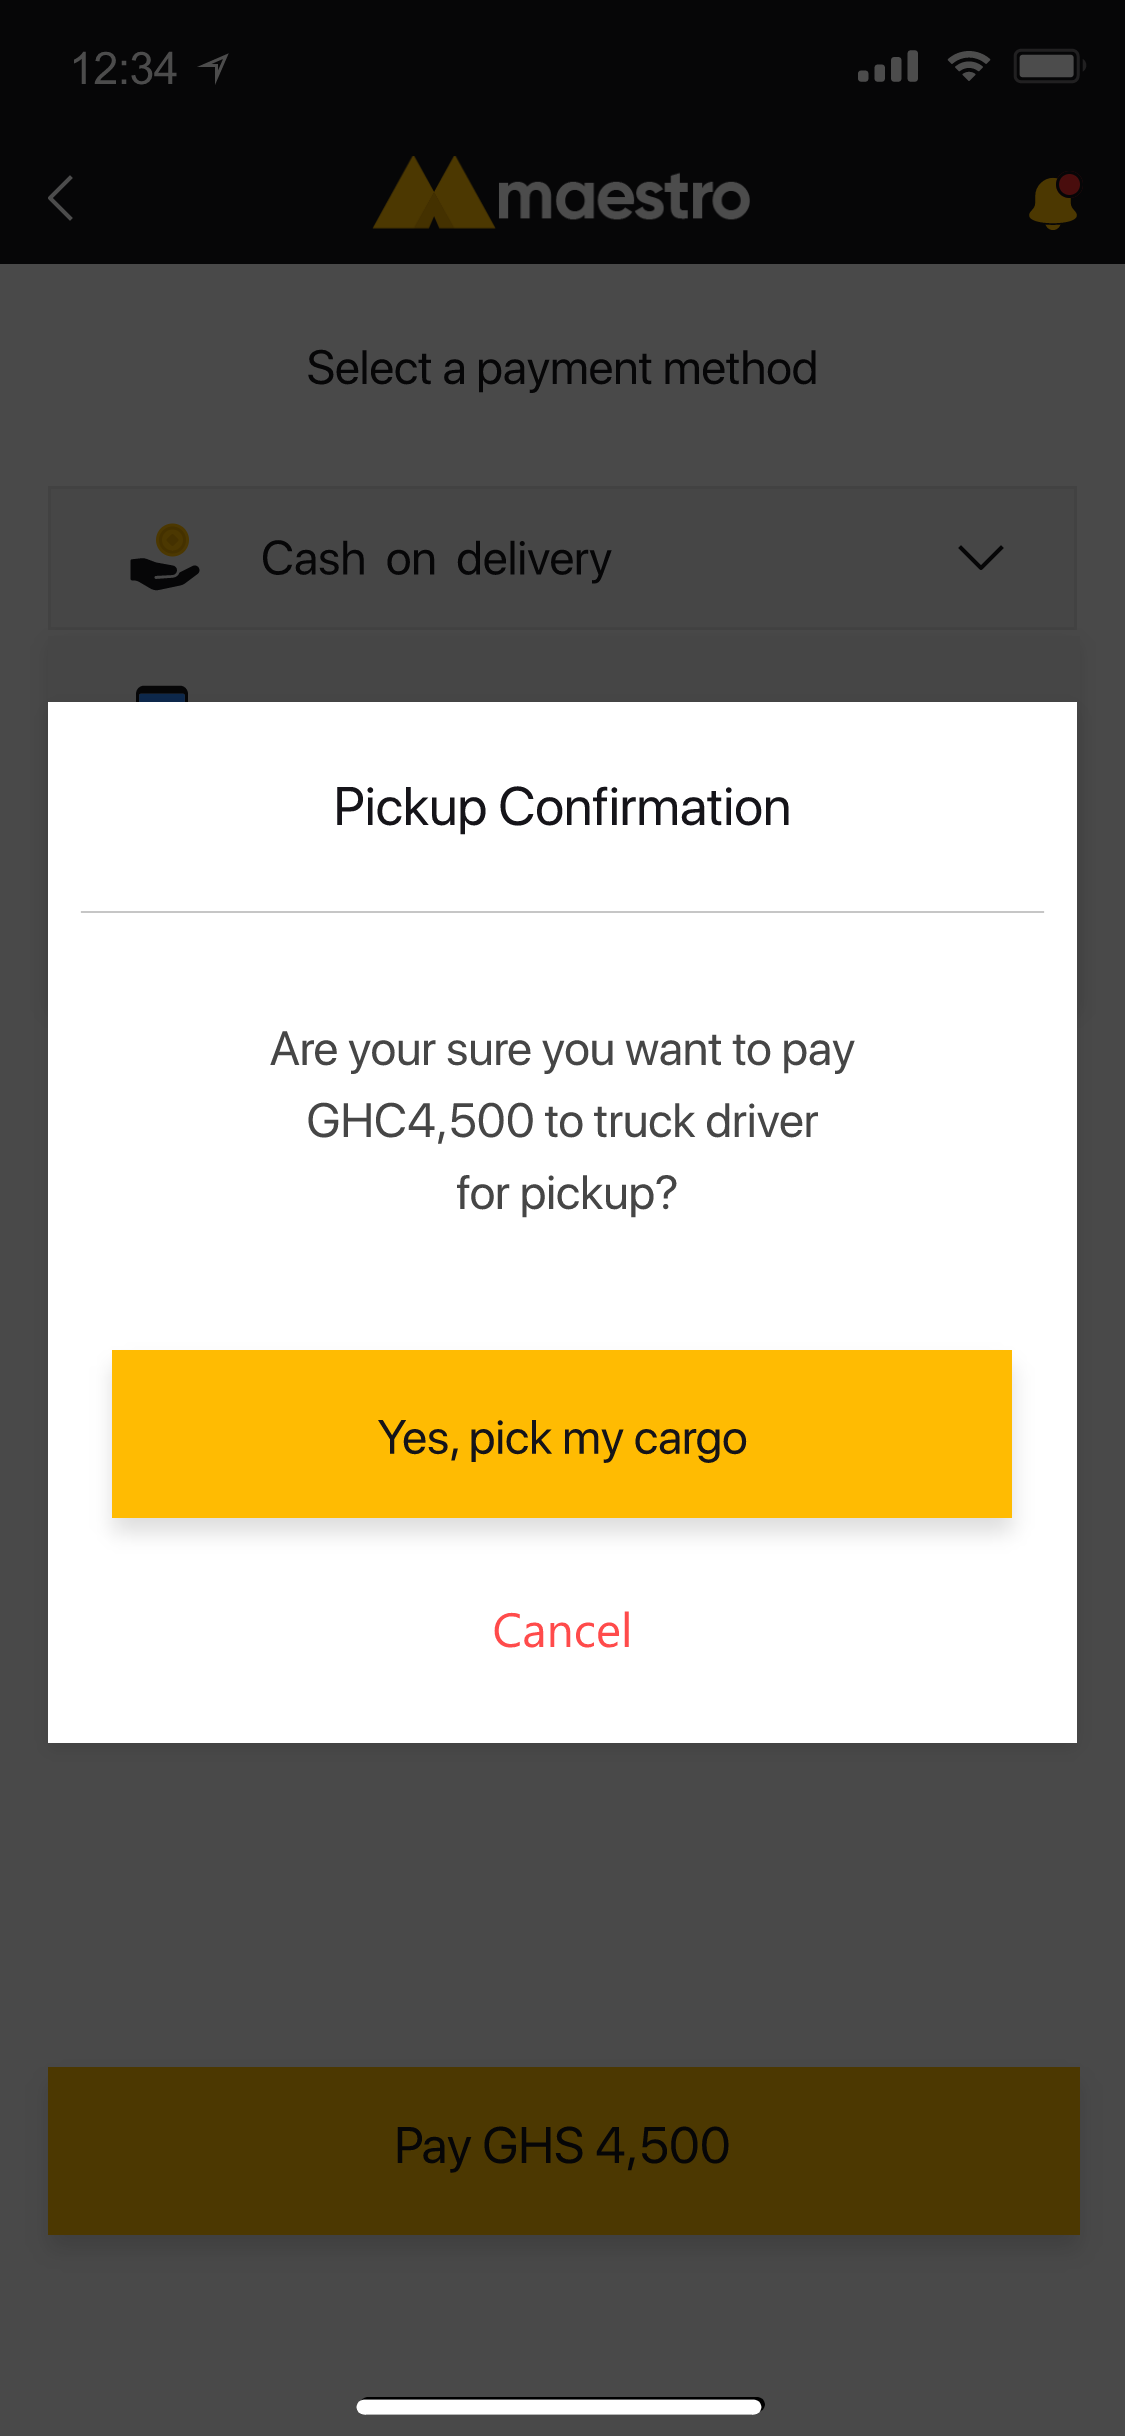 12:34
maestro
Select a payment method
Cash on delivery
Pickup Confirmation
Are your sure you want to pay
GHC4,500 to truck driver
for pickup?
Yes, pick my cargo
Cancel
Pay GHS 4,500